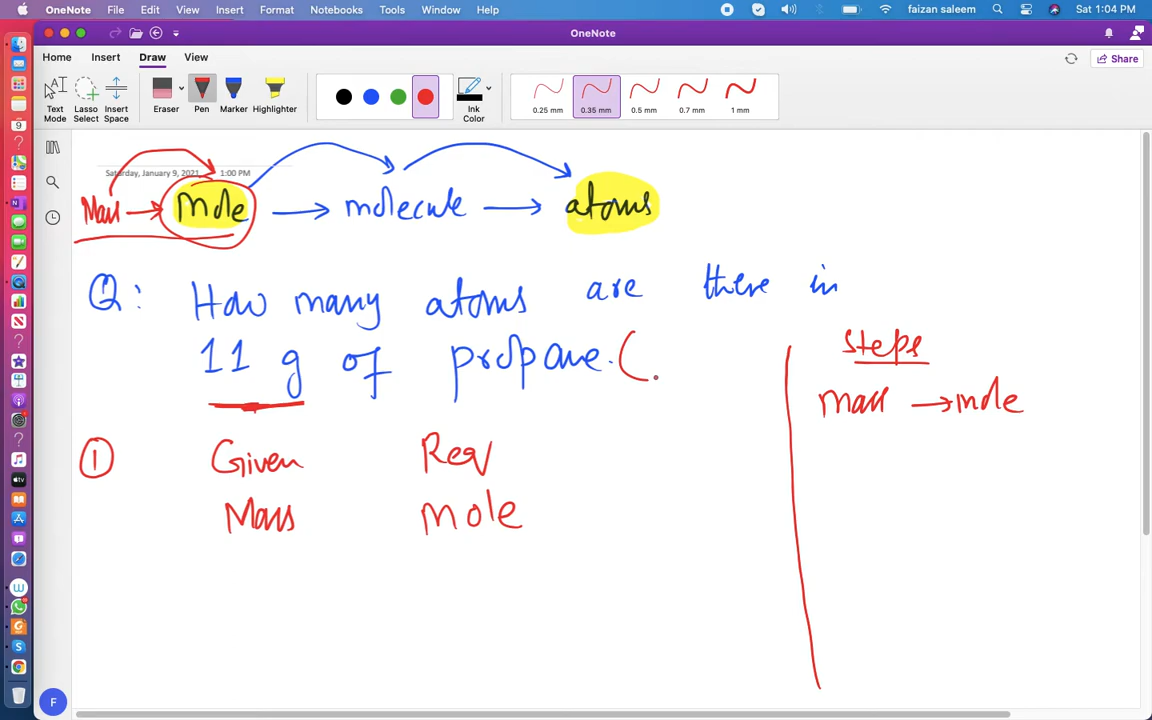 OneNote File Edit View Insert Format Notebooks Tools Window Help faizan saleem Sat 1:04 PM
OneNote
Home Insert Draw View Share
Text Mode Lasso Select Insert Space Eraser Pen Marker Highlighter Ink Color 0.25 mm 0.35 mm 0.5 mm 0.7 mm 1 mm
Saturday, January 9, 2021 1:00 PM
Mass → mole → molecule → atoms
Q: How many atoms are there in
11 g of propane. (
Steps
mass → mole
① Given Req
Mass mole
F